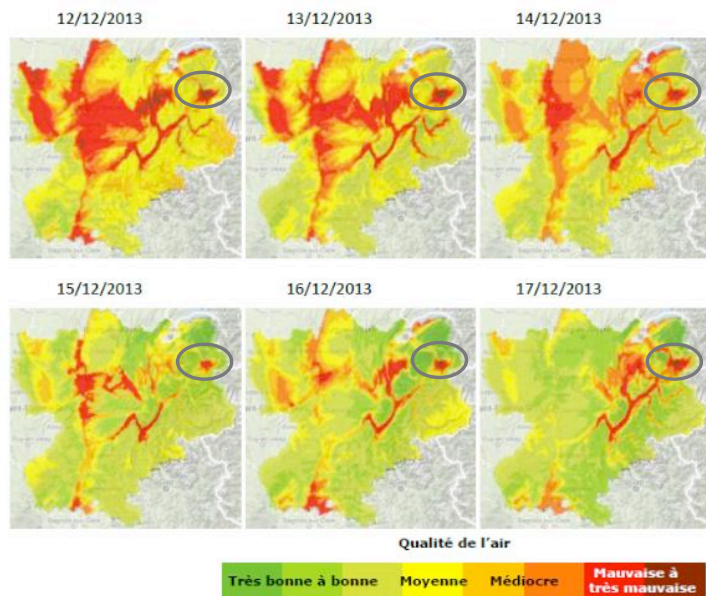 12/12/2013
13/12/2013
14/12/2013
15/12/2013
16/12/2013
17/12/2013
Qualité de l'air
Très bonne à bonne
Moyenne
Médiocre
Mauvaise à
très mauvaise